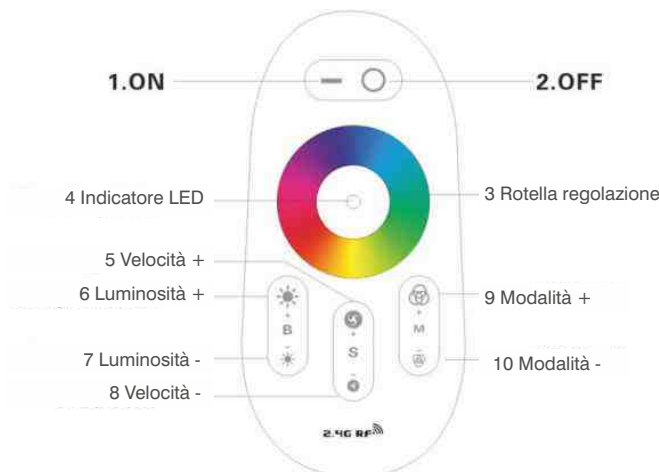 1.ON
2.OFF
4 Indicatore LED
3 Rotella regolazione
5 Velocità +
6 Luminosità +
9 Modalità +
B
S
M
7 Luminosità -
10 Modalità -
8 Velocità -
2.4G RF